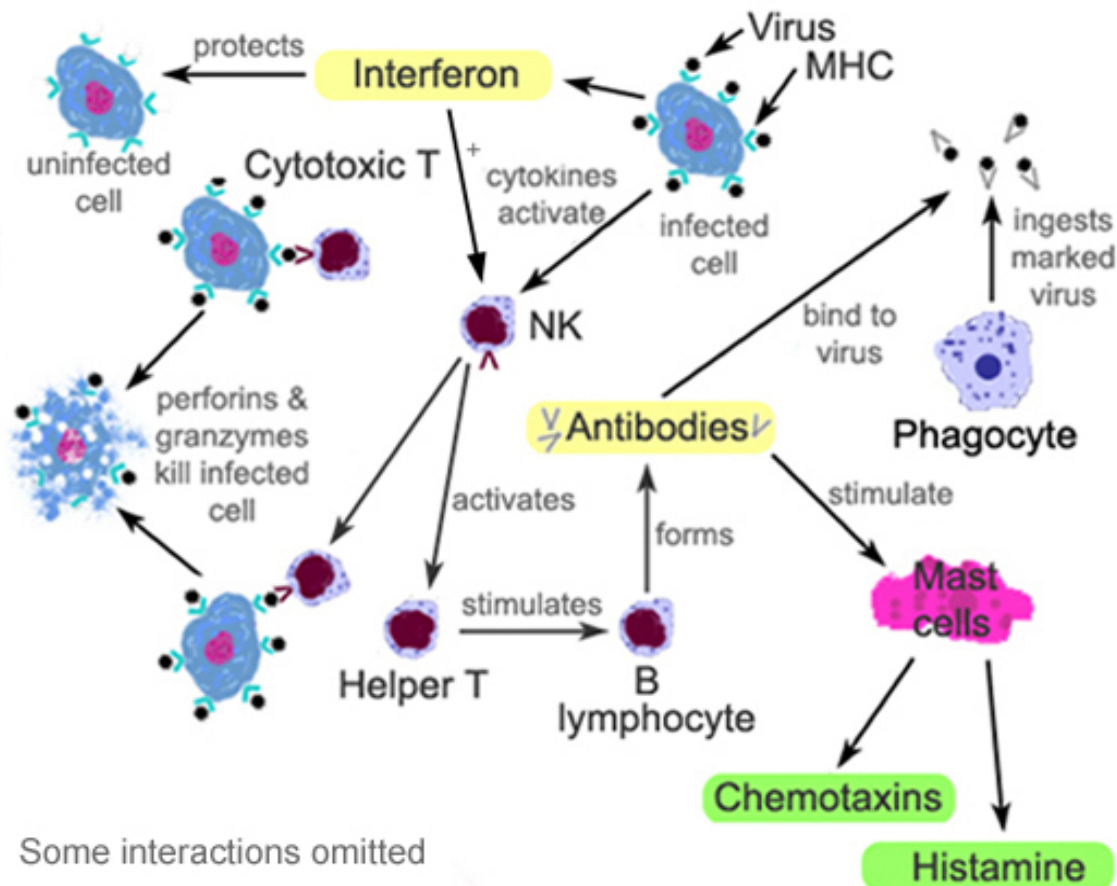 protects
Interferon
Virus
MHC
uninfected
cell
Cytotoxic T
+
cytokines
activate
infected
cell
ingests
marked
virus
NK
bind to
virus
perforins &
granzymes
kill infected
cell
Antibodies
Phagocyte
activates
forms
stimulate
stimulates
Mast
cells
Helper T
B
lymphocyte
Chemotaxins
Some interactions omitted
Histamine